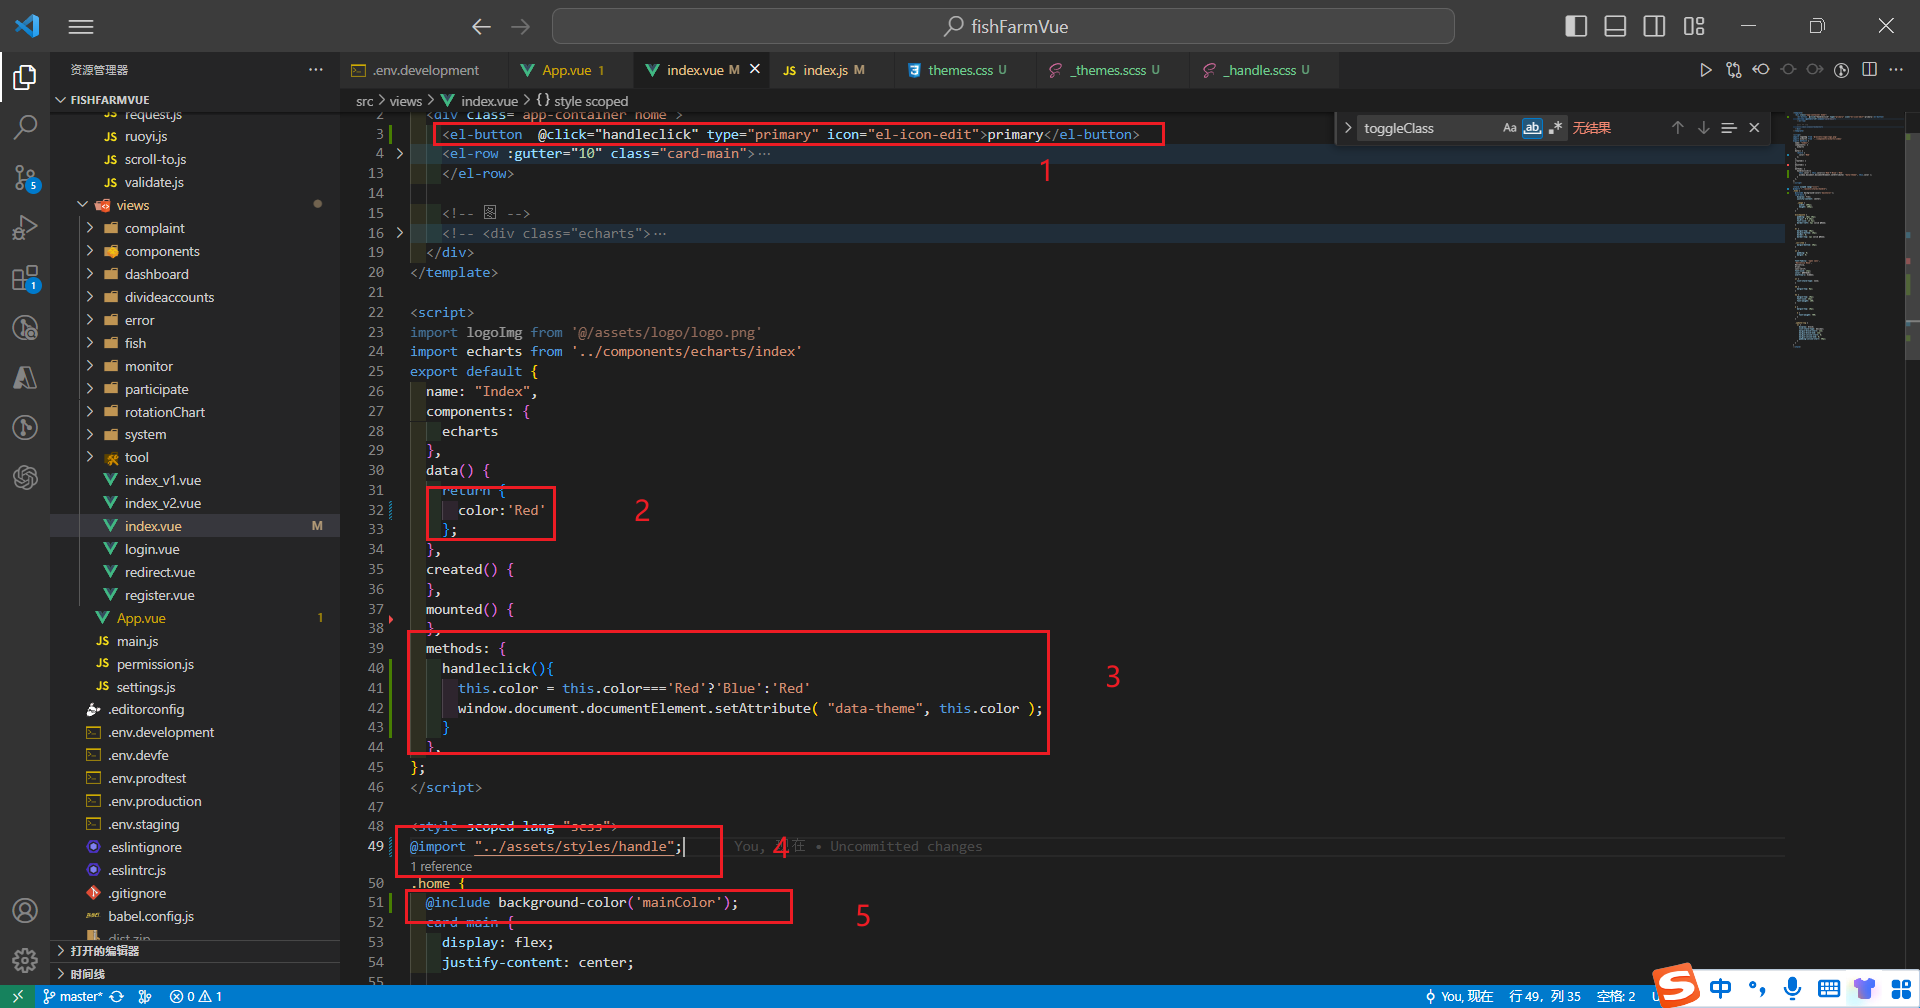 fishFarmVue
资源管理器
FISHFARMVUE
request.js
ruoyi.js
scroll-to.js
validate.js
views
complaint
components
dashboard
divideaccounts
error
fish
monitor
participate
rotationChart
system
tool
index_v1.vue
index_v2.vue
index.vue M
login.vue
redirect.vue
register.vue
App.vue 1
main.js
permission.js
settings.js
.editorconfig
.env.development
.env.devfe
.env.prodtest
.env.production
.env.staging
.eslintignore
.eslintrc.js
.gitignore
babel.config.js
dist.zip
打开的编辑器
时间线
5
1
.env.development
App.vue 1
index.vue M
index.js M
themes.css U
_themes.scss U
_handle.scss U
src > views > index.vue > {} style scoped
toggleClass Aa ab .* 无结果
2 <div class="app-container home">
3 <el-button  @click="handleclick" type="primary" icon="el-icon-edit">primary</el-button>
4 <el-row :gutter="10" class="card-main">…
13 </el-row>
1
14
15 <!-- 图 -->
16 <!-- <div class="echarts">…
19 </div>
20 </template>
21
22 <script>
23 import logoImg from '@/assets/logo/logo.png'
24 import echarts from '../components/echarts/index'
25 export default {
26 name: "Index",
27 components: {
28 echarts
29 },
30 data() {
31 return {
32 color:'Red'
2
33 };
34 },
35 created() {
36 },
37 mounted() {
38 },
39 methods: {
40 handleclick(){
41 this.color = this.color==='Red'?'Blue':'Red'
3
42 window.document.documentElement.setAttribute( "data-theme", this.color );
43 }
44 },
45 };
46 </script>
47
48 <style scoped lang="scss">
49 @import "../assets/styles/handle"; You, 现在 • Uncommitted changes
4
1 reference
50 .home {
51 @include background-color('mainColor');
5
52 card-main {
53 display: flex;
54 justify-content: center;
55
master* 0 1
You, 现在 行 49，列 35 空格: 2 U
S 中